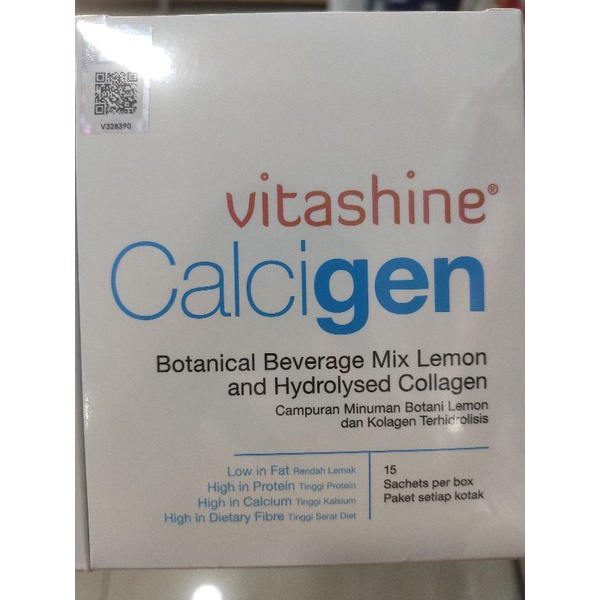 V328390
vitashine®
Calcigen
Botanical Beverage Mix Lemon
and Hydrolysed Collagen
Campuran Minuman Botani Lemon
dan Kolagen Terhidrolisis
Low in Fat Rendah Lemak
High in Protein Tinggi Protein
High in Calcium Tinggi Kalsium
High in Dietary Fibre Tinggi Serat Diet
15
Sachets per box
Paket setiap kotak